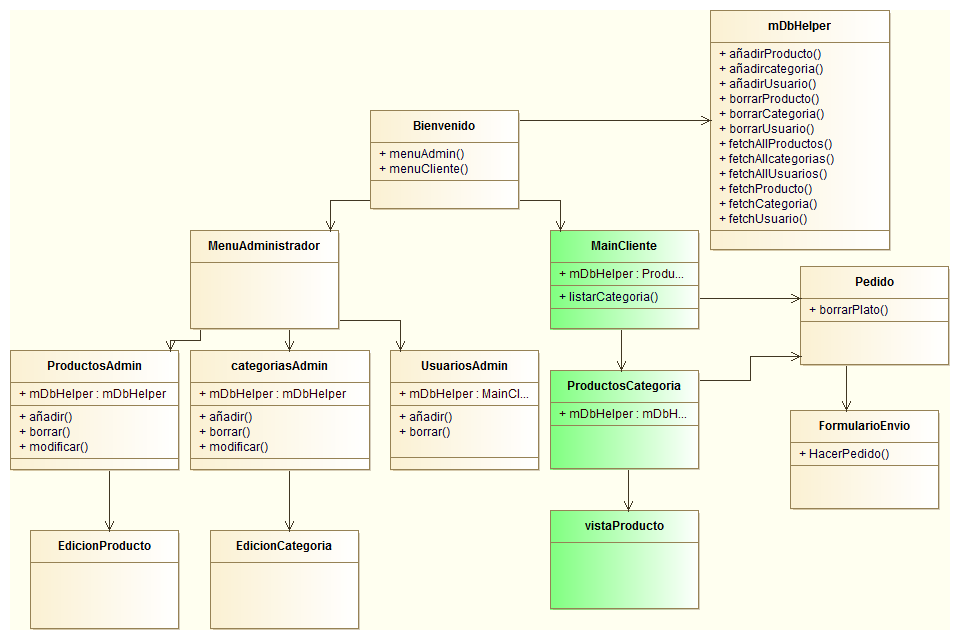 mDbHelper
+ añadirProducto()
+ añadircategoria()
+ añadirUsuario()
+ borrarProducto()
+ borrarCategoria()
+ borrarUsuario()
+ fetchAllProductos()
+ fetchAllcategorias()
+ fetchAllUsuarios()
+ fetchProducto()
+ fetchCategoria()
+ fetchUsuario()
Bienvenido
+ menuAdmin()
+ menuCliente()
MenuAdministrador
MainCliente
+ mDbHelper : Produ...
+ listarCategoria()
Pedido
+ borrarPlato()
ProductosAdmin
+ mDbHelper : mDbHelper
+ añadir()
+ borrar()
+ modificar()
categoriasAdmin
+ mDbHelper : mDbHelper
+ añadir()
+ borrar()
+ modificar()
UsuariosAdmin
+ mDbHelper : MainCl...
+ añadir()
+ borrar()
ProductosCategoria
+ mDbHelper : mDbH...
FormularioEnvio
+ HacerPedido()
EdicionProducto
EdicionCategoria
vistaProducto